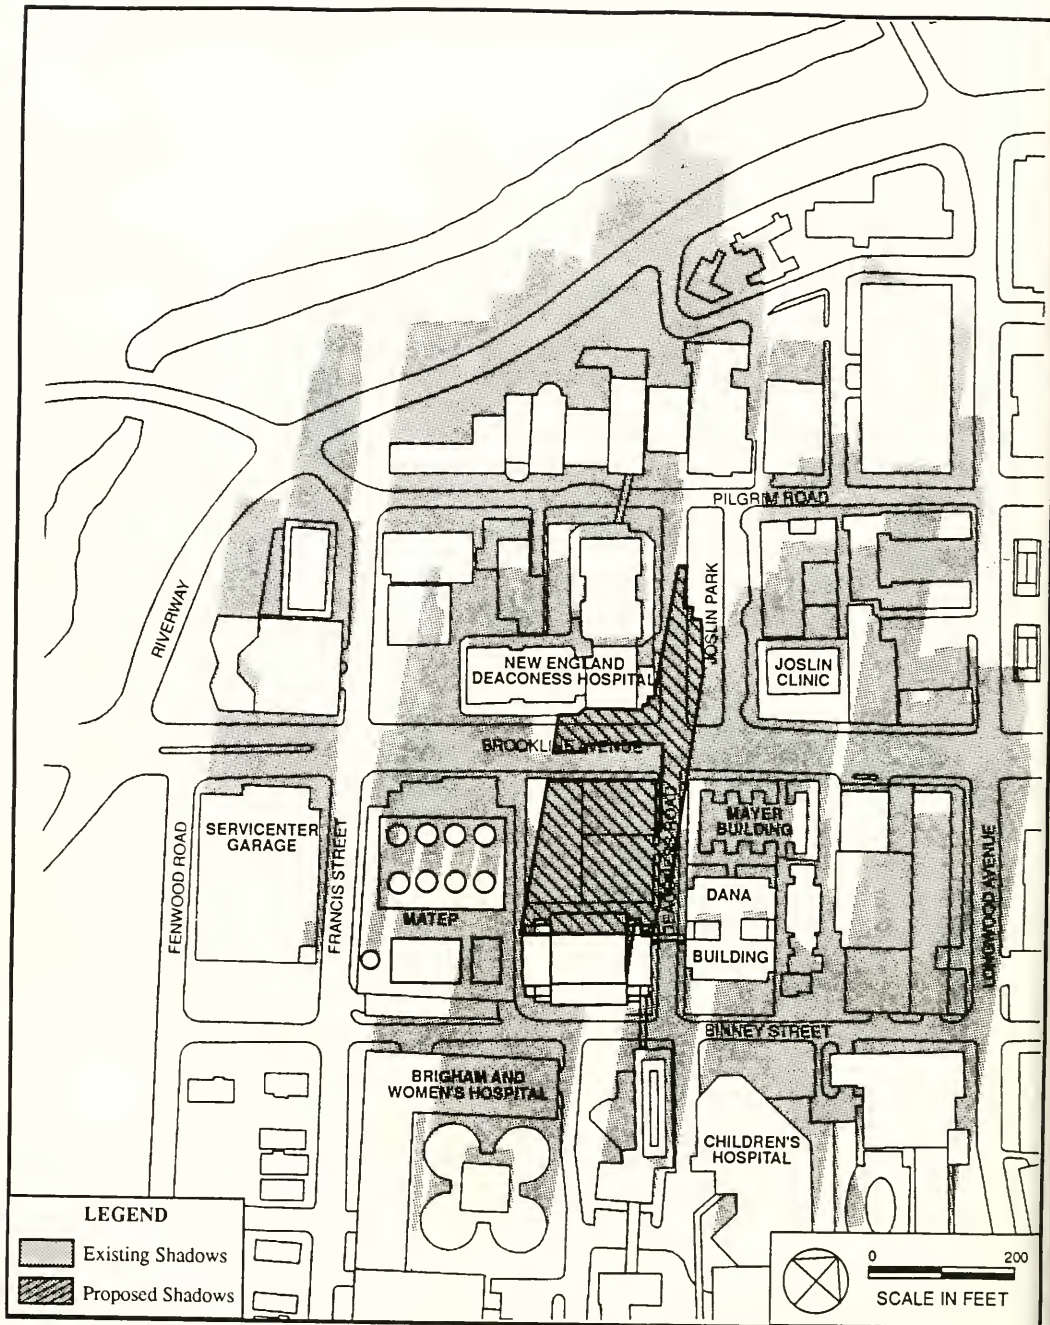 PILGRIM ROAD
RIVERWAY
JOSLIN PARK
NEW ENGLAND
DEACONESS HOSPITAL
JOSLIN
CLINIC
BROOKLINE AVENUE
FENWOOD ROAD
SERVICENTER
GARAGE
FRANCIS STREET
MATEP
DEACONESS ROAD
MAYER
BUILDING
DANA
BUILDING
LONGWOOD AVENUE
BINNEY STREET
BRIGHAM AND
WOMEN'S HOSPITAL
CHILDREN'S
HOSPITAL
LEGEND
Existing Shadows
Proposed Shadows
0 200
SCALE IN FEET